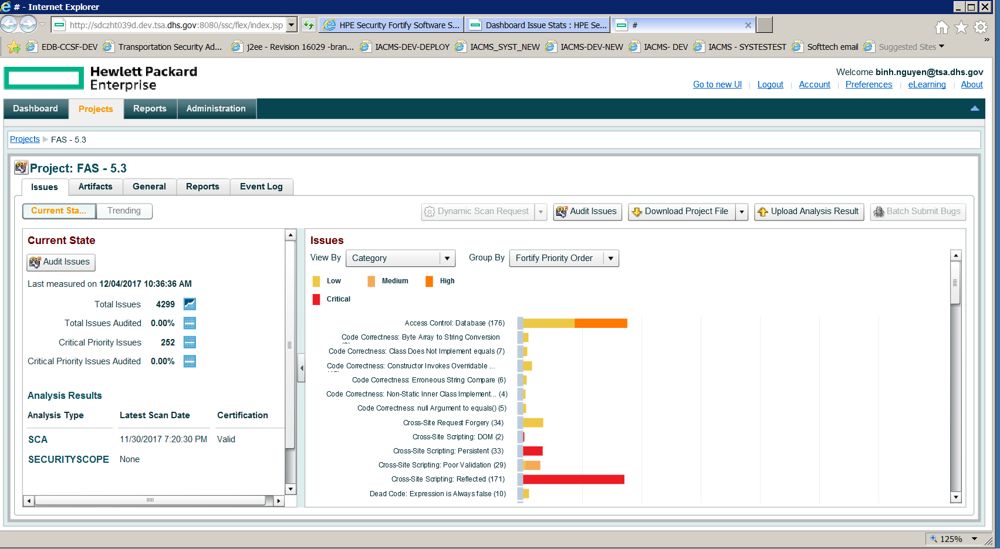 # - Internet Explorer
http://sdczht039d.dev.tsa.dhs.gov:8080/ssc/flex/index.jsp
HPE Security Fortify Software S...
Dashboard Issue Stats : HPE Se...
#
EDB-CCSF-DEV
Transportation Security Ad...
j2ee - Revision 16029 -bran...
IACMS-DEV-DEPLOY
IACMS_SYST_NEW
IACMS-DEV-NEW
IACMS- DEV
IACMS - SYSTESTEST
Softtech email
Suggested Sites
Hewlett Packard
Enterprise
Welcome binh.nguyen@tsa.dhs.gov
Go to new UI | Logout | Account | Preferences | eLearning | About
Dashboard
Projects
Reports
Administration
Projects FAS - 5.3
Project: FAS - 5.3
Issues
Artifacts
General
Reports
Event Log
Current Sta...
Trending
Dynamic Scan Request
Audit Issues
Download Project File
Upload Analysis Result
Batch Submit Bugs
Current State
Audit Issues
Last measured on 12/04/2017 10:36:36 AM
Total Issues 4299
Total Issues Audited 0.00%
Critical Priority Issues 252
Critical Priority Issues Audited 0.00%
Analysis Results
Analysis Type Latest Scan Date Certification
SCA 11/30/2017 7:20:30 PM Valid
SECURITYSCOPE None
Issues
View By Category Group By Fortify Priority Order
Low Medium High
Critical
Access Control: Database (176)
Code Correctness: Byte Array to String Conversion
Code Correctness: Class Does Not Implement equals (7)
Code Correctness: Constructor Invokes Overridable ...
Code Correctness: Erroneous String Compare (6)
Code Correctness: Non-Static Inner Class Implement... (4)
Code Correctness: null Argument to equals() (5)
Cross-Site Request Forgery (34)
Cross-Site Scripting: DOM (2)
Cross-Site Scripting: Persistent (33)
Cross-Site Scripting: Poor Validation (29)
Cross-Site Scripting: Reflected (171)
Dead Code: Expression is Always false (10)
125%